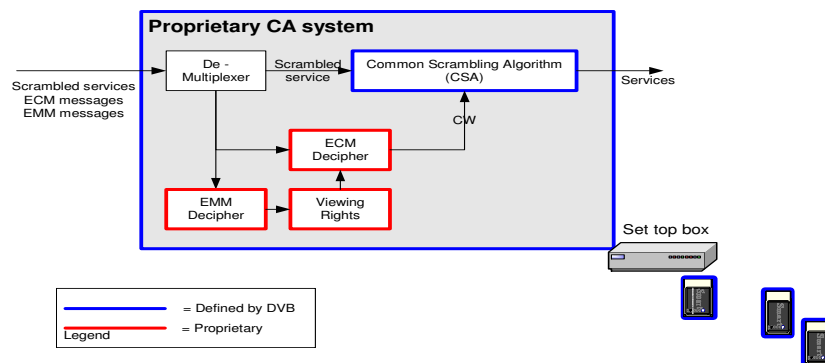 Proprietary CA system
De -
Multiplexer
Scrambled
service
Common Scrambling Algorithm
(CSA)
Scrambled services
ECM messages
EMM messages
Services
CW
ECM
Decipher
EMM
Decipher
Viewing
Rights
Set top box
= Defined by DVB
= Proprietary
Legend